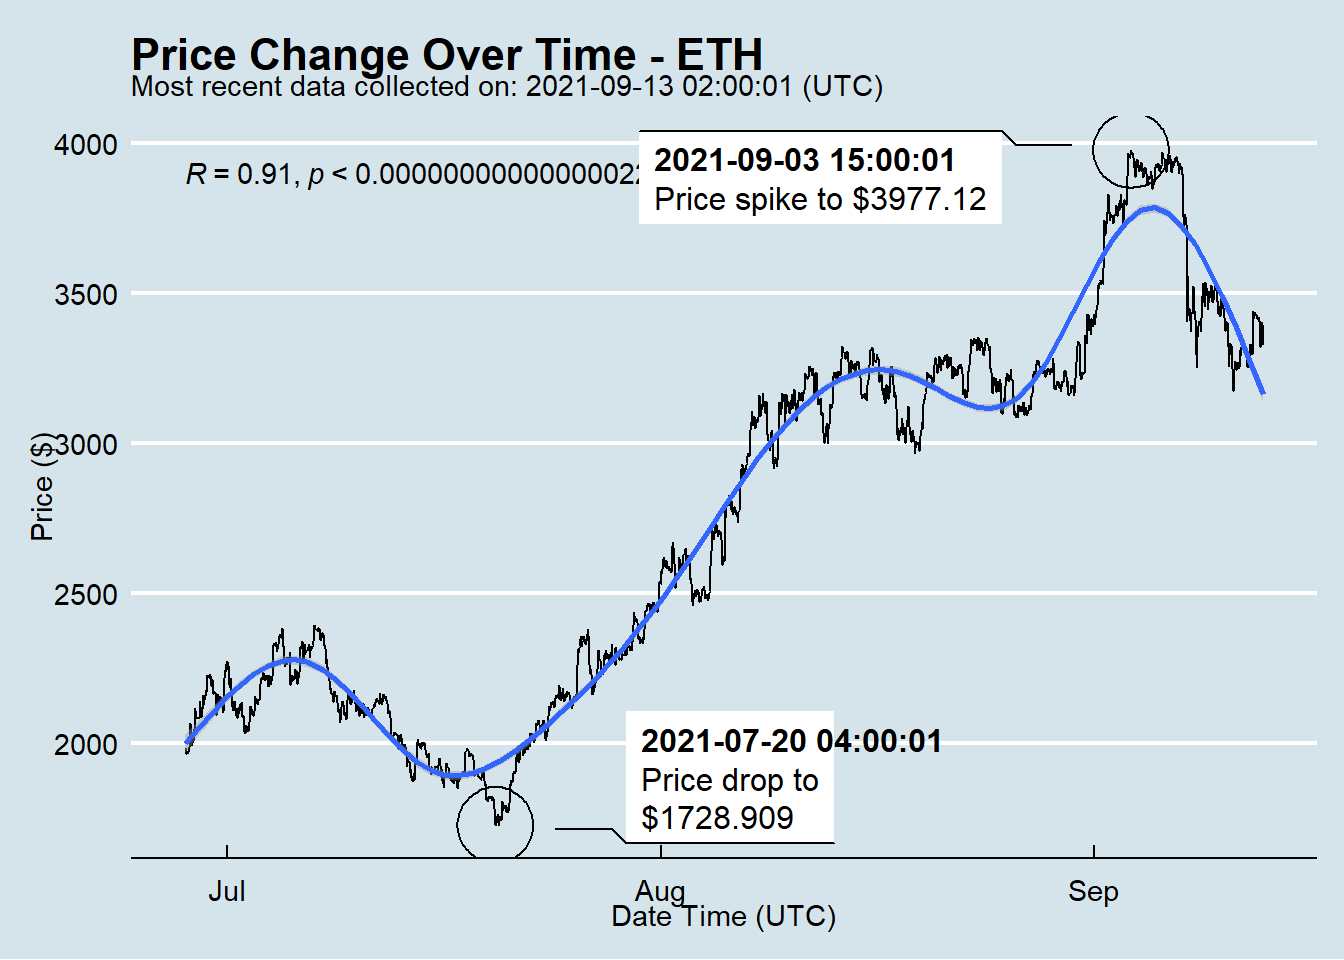 Price Change Over Time - ETH
Most recent data collected on: 2021-09-13 02:00:01 (UTC)
R = 0.91, p < 0.0000000000000002
2021-09-03 15:00:01
Price spike to $3977.12
4000
3500
3000
2500
2000
Price ($)
2021-07-20 04:00:01
Price drop to
$1728.909
Jul
Aug
Sep
Date Time (UTC)